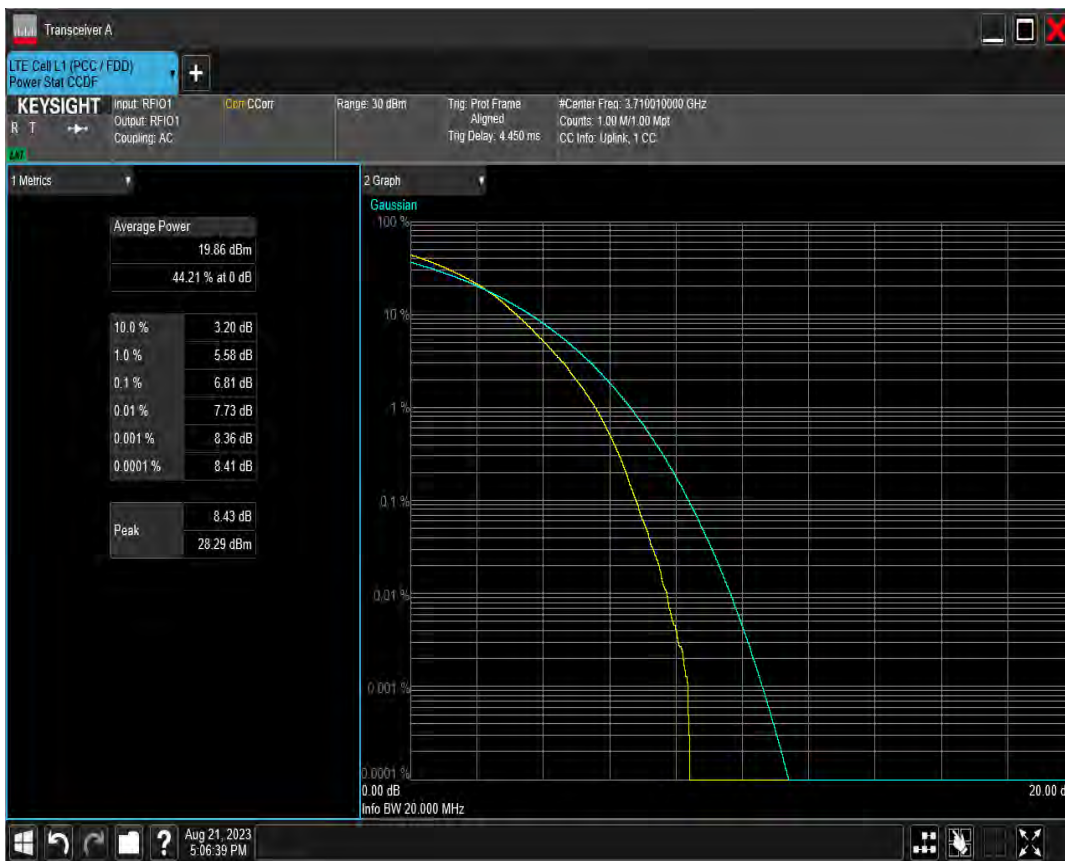 Transceiver A
LTE Cell L1 (PCC / FDD)
Power Stat CCDF
+
KEYSIGHT
R T
LXI
Input: RFIO1
Output: RFIO1
Coupling: AC
Corr CCorr
Range: 30 dBm
Trig: Prot Frame
Aligned
Trig Delay: 4.450 ms
#Center Freq: 3.710010000 GHz
Counts: 1.00 M/1.00 Mpt
CC Info: Uplink, 1 CC
1 Metrics
Average Power
19.86 dBm
44.21 % at 0 dB
10.0 % 3.20 dB
1.0 % 5.58 dB
0.1 % 6.81 dB
0.01 % 7.73 dB
0.001 % 8.36 dB
0.0001 % 8.41 dB
Peak 8.43 dB
28.29 dBm
2 Graph
Gaussian
100 %
10 %
1 %
0.1 %
0.01 %
0.001 %
0.0001 %
0.00 dB 20.00 d
Info BW 20.000 MHz
?
Aug 21, 2023
5:06:39 PM